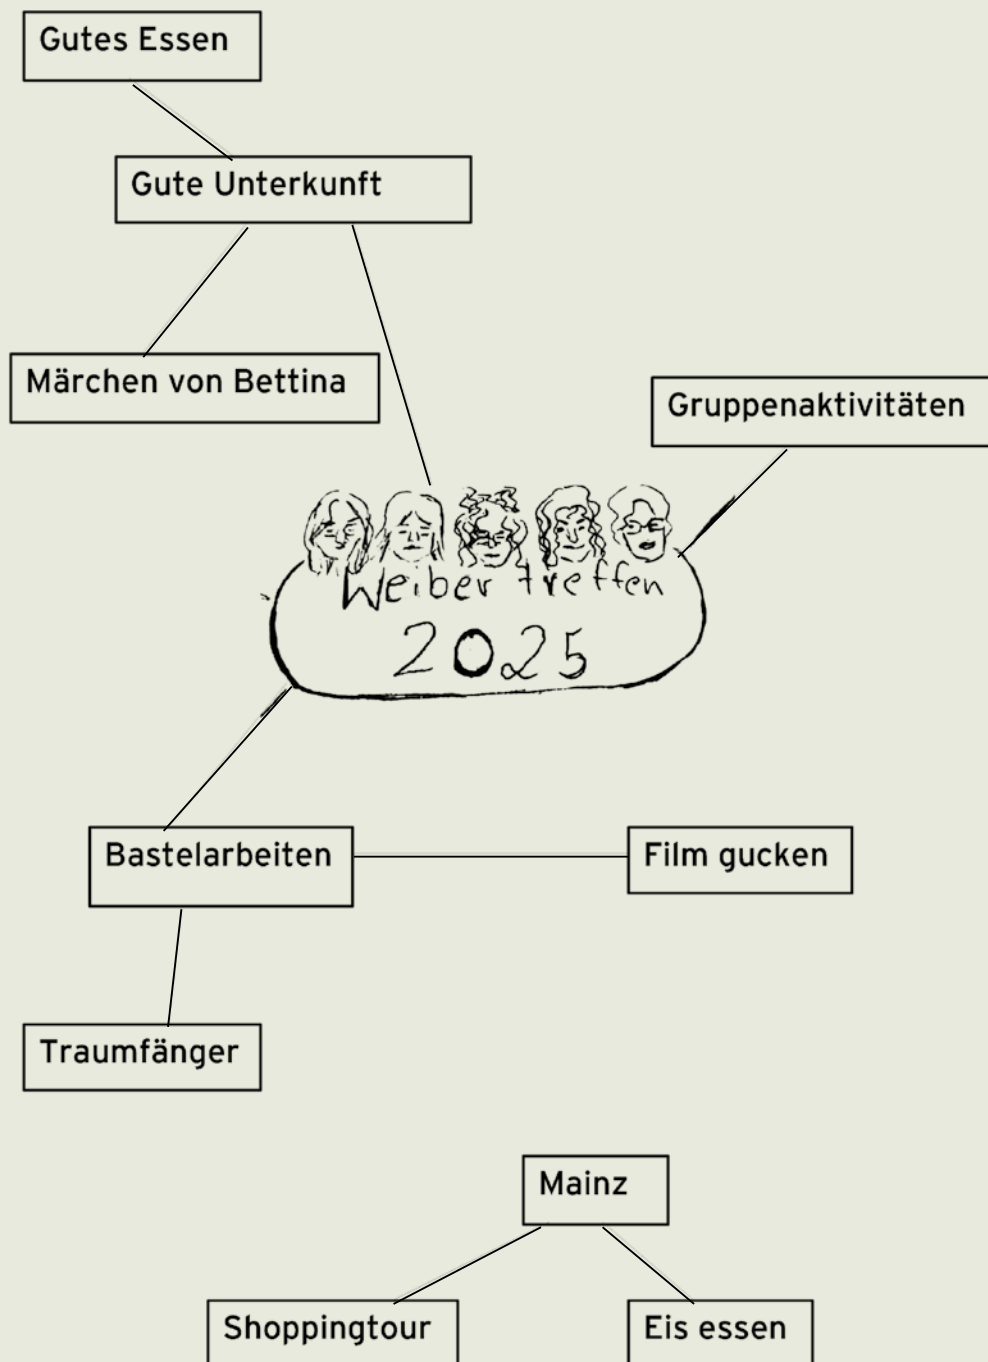 Gutes Essen
Gute Unterkunft
Märchen von Bettina
Gruppenaktivitäten
Weiber treffen
2025
Bastelarbeiten
Film gucken
Traumfänger
Mainz
Shoppingtour
Eis essen